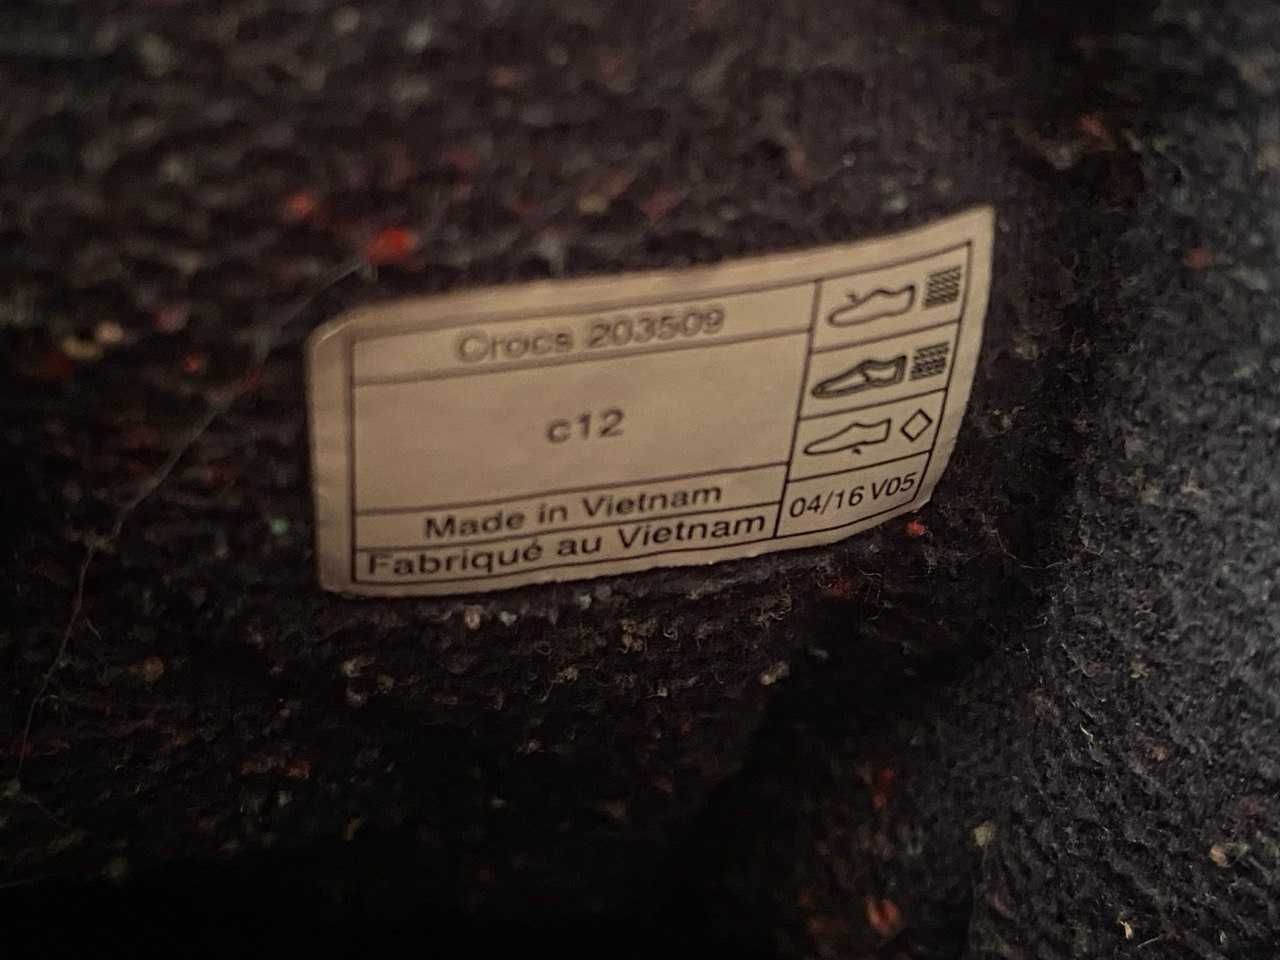 Crocs 203509
c12
Made in Vietnam
Fabriqué au Vietnam
04/16 V05